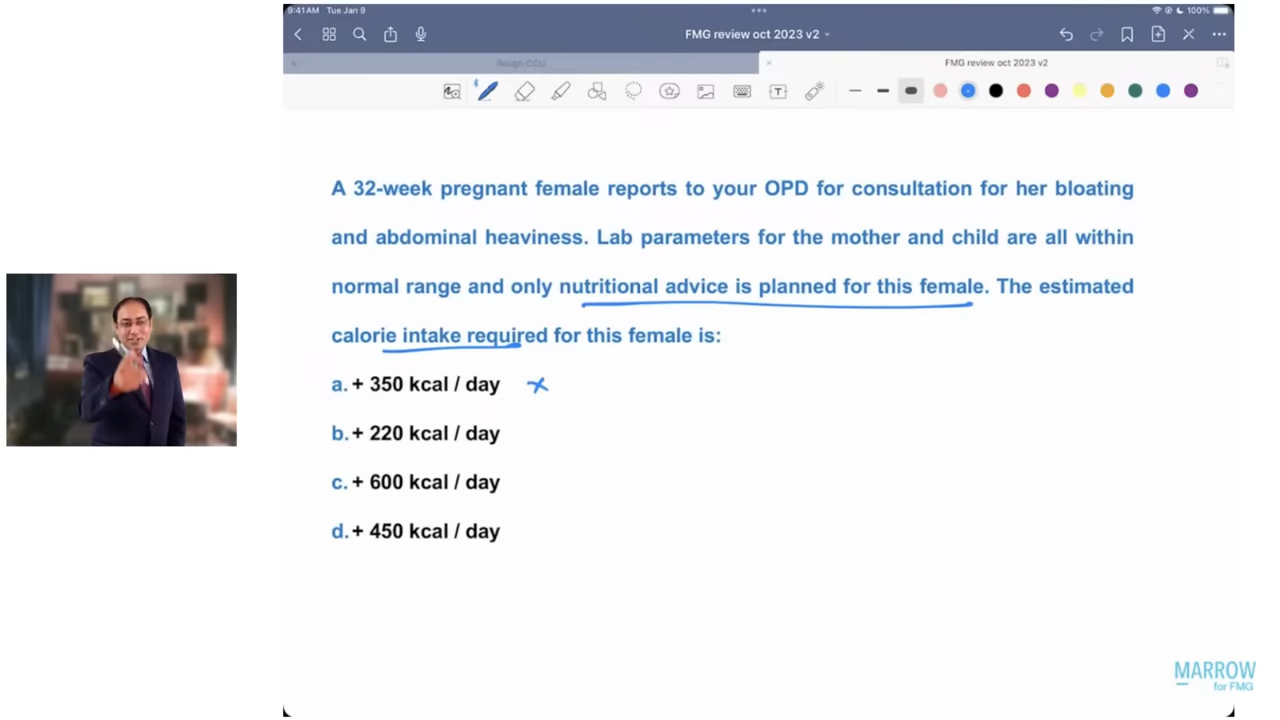 9:41AM Tue Jan 9
100%
FMG review oct 2023 v2
Rough CCU
FMG review oct 2023 v2
T
A 32-week pregnant female reports to your OPD for consultation for her bloating
and abdominal heaviness. Lab parameters for the mother and child are all within
normal range and only nutritional advice is planned for this female. The estimated
calorie intake required for this female is:
a. + 350 kcal / day
b. + 220 kcal / day
c. + 600 kcal / day
d. + 450 kcal / day
MARROW
for FMG